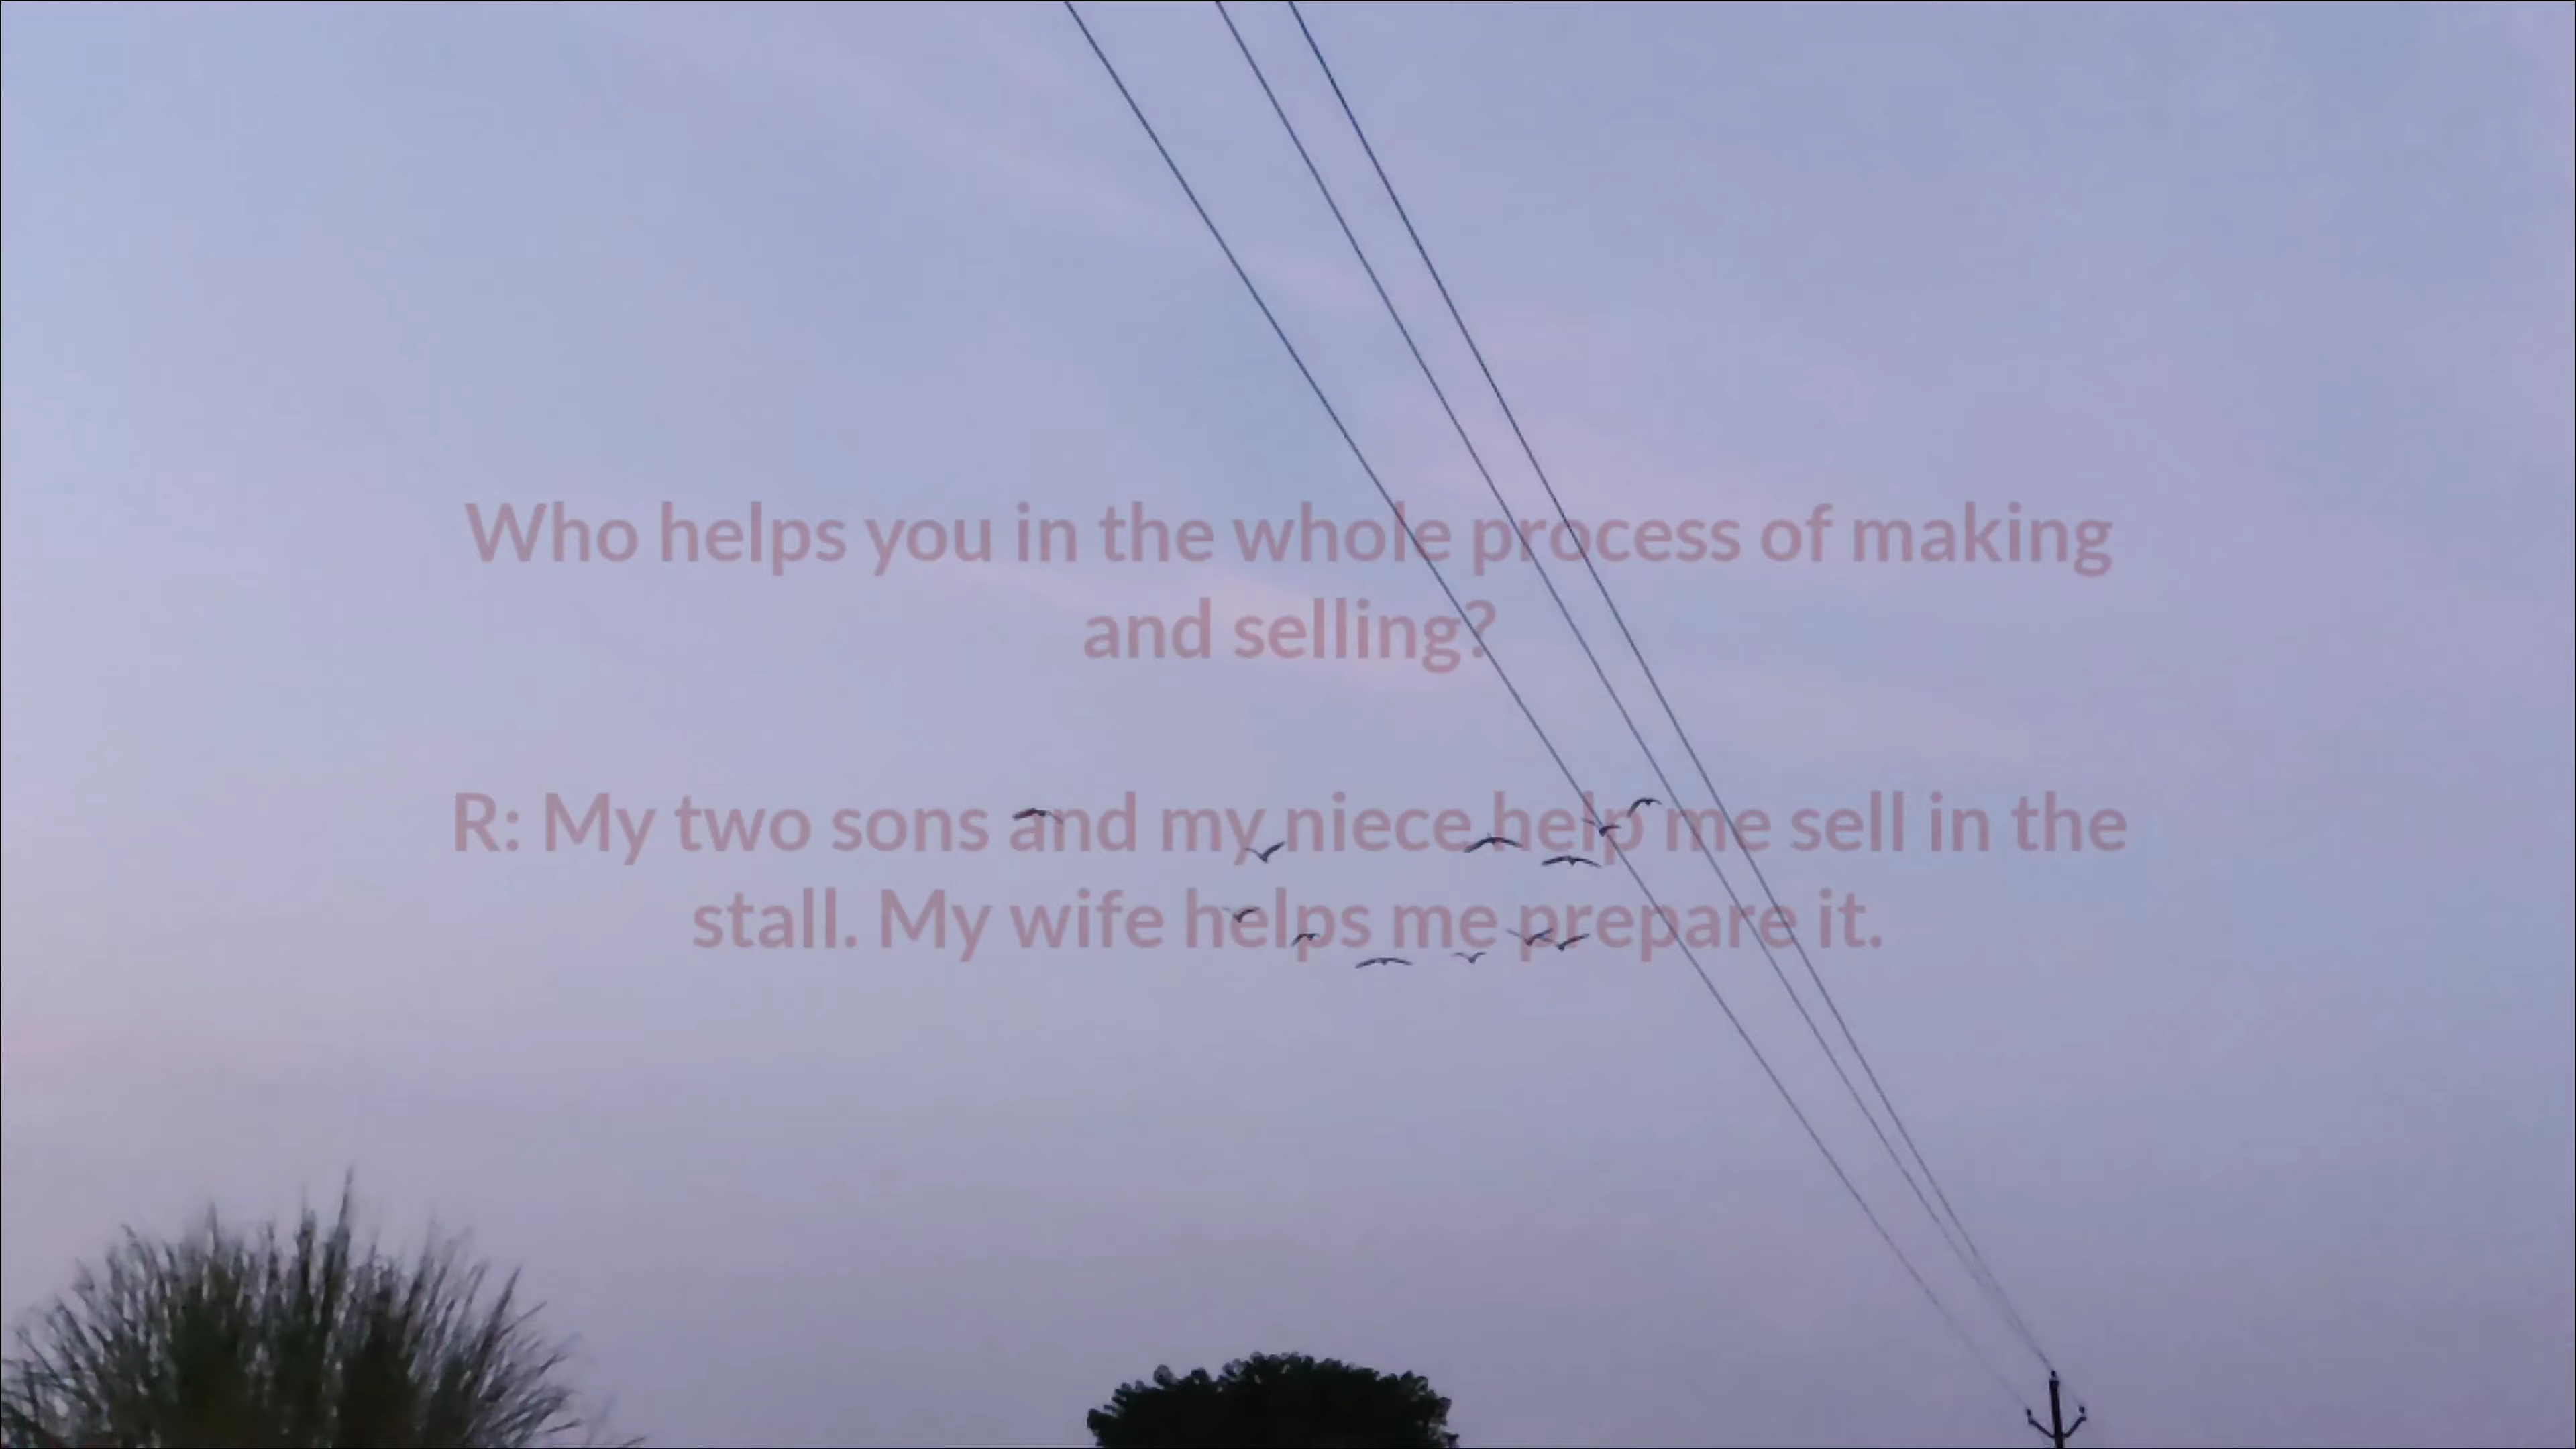 Who helps you in the whole process of making
and selling?
R: My two sons and my niece help me sell in the
stall. My wife helps me prepare it.